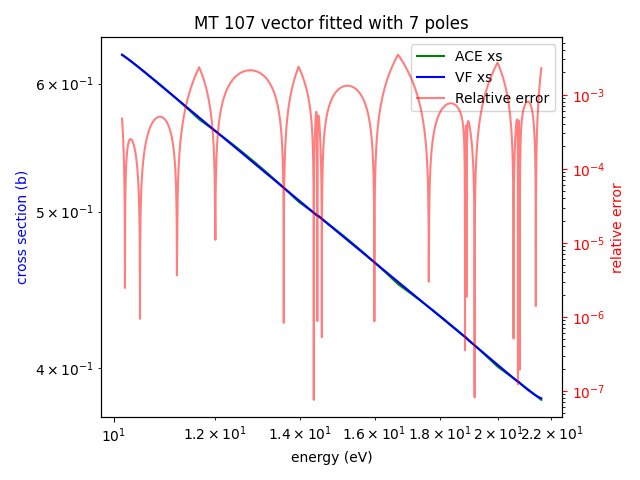 MT 107 vector fitted with 7 poles
ACE xs
VF xs
Relative error
6 × 10⁻¹
5 × 10⁻¹
4 × 10⁻¹
cross section (b)
10⁻³
10⁻⁴
10⁻⁵
10⁻⁶
10⁻⁷
relative error
10¹
1.2 × 10¹
1.4 × 10¹
1.6 × 10¹
1.8 × 10¹
2 × 10¹
2.2 × 10¹
energy (eV)